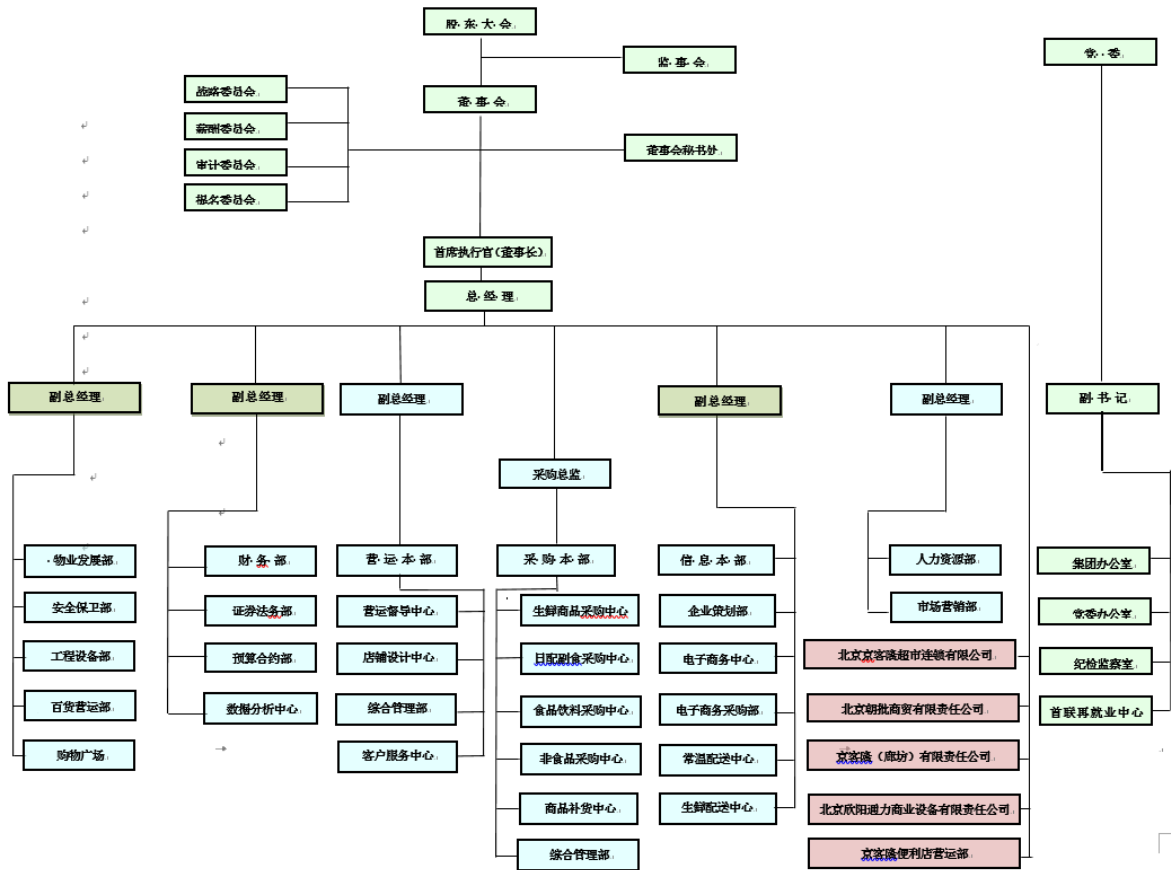 股·东·大·会
监·事·会
党·委
战略委员会
董·事·会
薪酬委员会
董事会秘书处
审计委员会
提名委员会
首席执行官(董事长)
总·经·理
副总经理
副总经理
副总经理
副总经理
副总经理
副·书·记
采购总监
·物业发展部
财·务·部
营·运·本·部
采·购·本·部
信·息·本·部
人力资源部
集团办公室
安全保卫部
证券法务部
营运督导中心
生鲜商品采购中心
企业策划部
市场营销部
党委办公室
工程设备部
预算合约部
店铺设计中心
日配副食采购中心
电子商务中心
北京京客隆超市连锁有限公司
纪检监察室
百货营运部
数据分析中心
综合管理部
食品饮料采购中心
电子商务采购部
北京朝批商贸有限责任公司
首联再就业中心
购物广场
客户服务中心
非食品采购中心
常温配送中心
京客隆（廊坊）有限责任公司
商品补货中心
生鲜配送中心
北京欣阳通力商业设备有限责任公司
综合管理部
京客隆便利店营运部